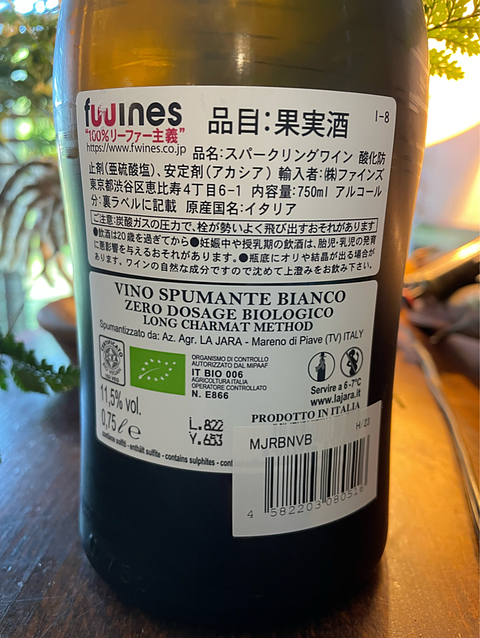 fwines
"100%リーファー主義"
https://www.fwines.co.jp
品目:果実酒
I-8
品名:スパークリングワイン 酸化防
止剤(亜硫酸塩)、安定剤(アカシア) 輸入者:㈱ファインズ
東京都渋谷区恵比寿4丁目6-1 内容量:750ml アルコール
分:裏ラベルに記載 原産国名:イタリア
ご注意:炭酸ガスの圧力で、栓が勢いよく飛び出すおそれがあります
●飲酒は20歳を過ぎてから●妊娠中や授乳期の飲酒は、胎児・乳児の発育
に悪影響を与えるおそれがあります。●瓶底にオリや結晶が出る場合が
あります。ワインの自然な成分ですので沈めて上澄みをお飲み下さい。
VINO SPUMANTE BIANCO
ZERO DOSAGE BIOLOGICO
LONG CHARMAT METHOD
Spumantizzato da: Az. Agr. LA JARA - Mareno di Piave (TV) ITALY
ORGANISMO DI CONTROLLO
AUTORIZZATO DAL MIPAAF
IT BIO 006
AGRICOLTURA ITALIA
OPERATORE CONTROLLATO
N. E866
Servire a 6-7°C
www.lajara.it
11,5% vol.
0,75 l e
L.822
Y.653
PRODOTTO IN ITALIA
contiene solfiti - enthält sulfite - contains sulphites
MJRBNVB
H/23
4 582203 080516